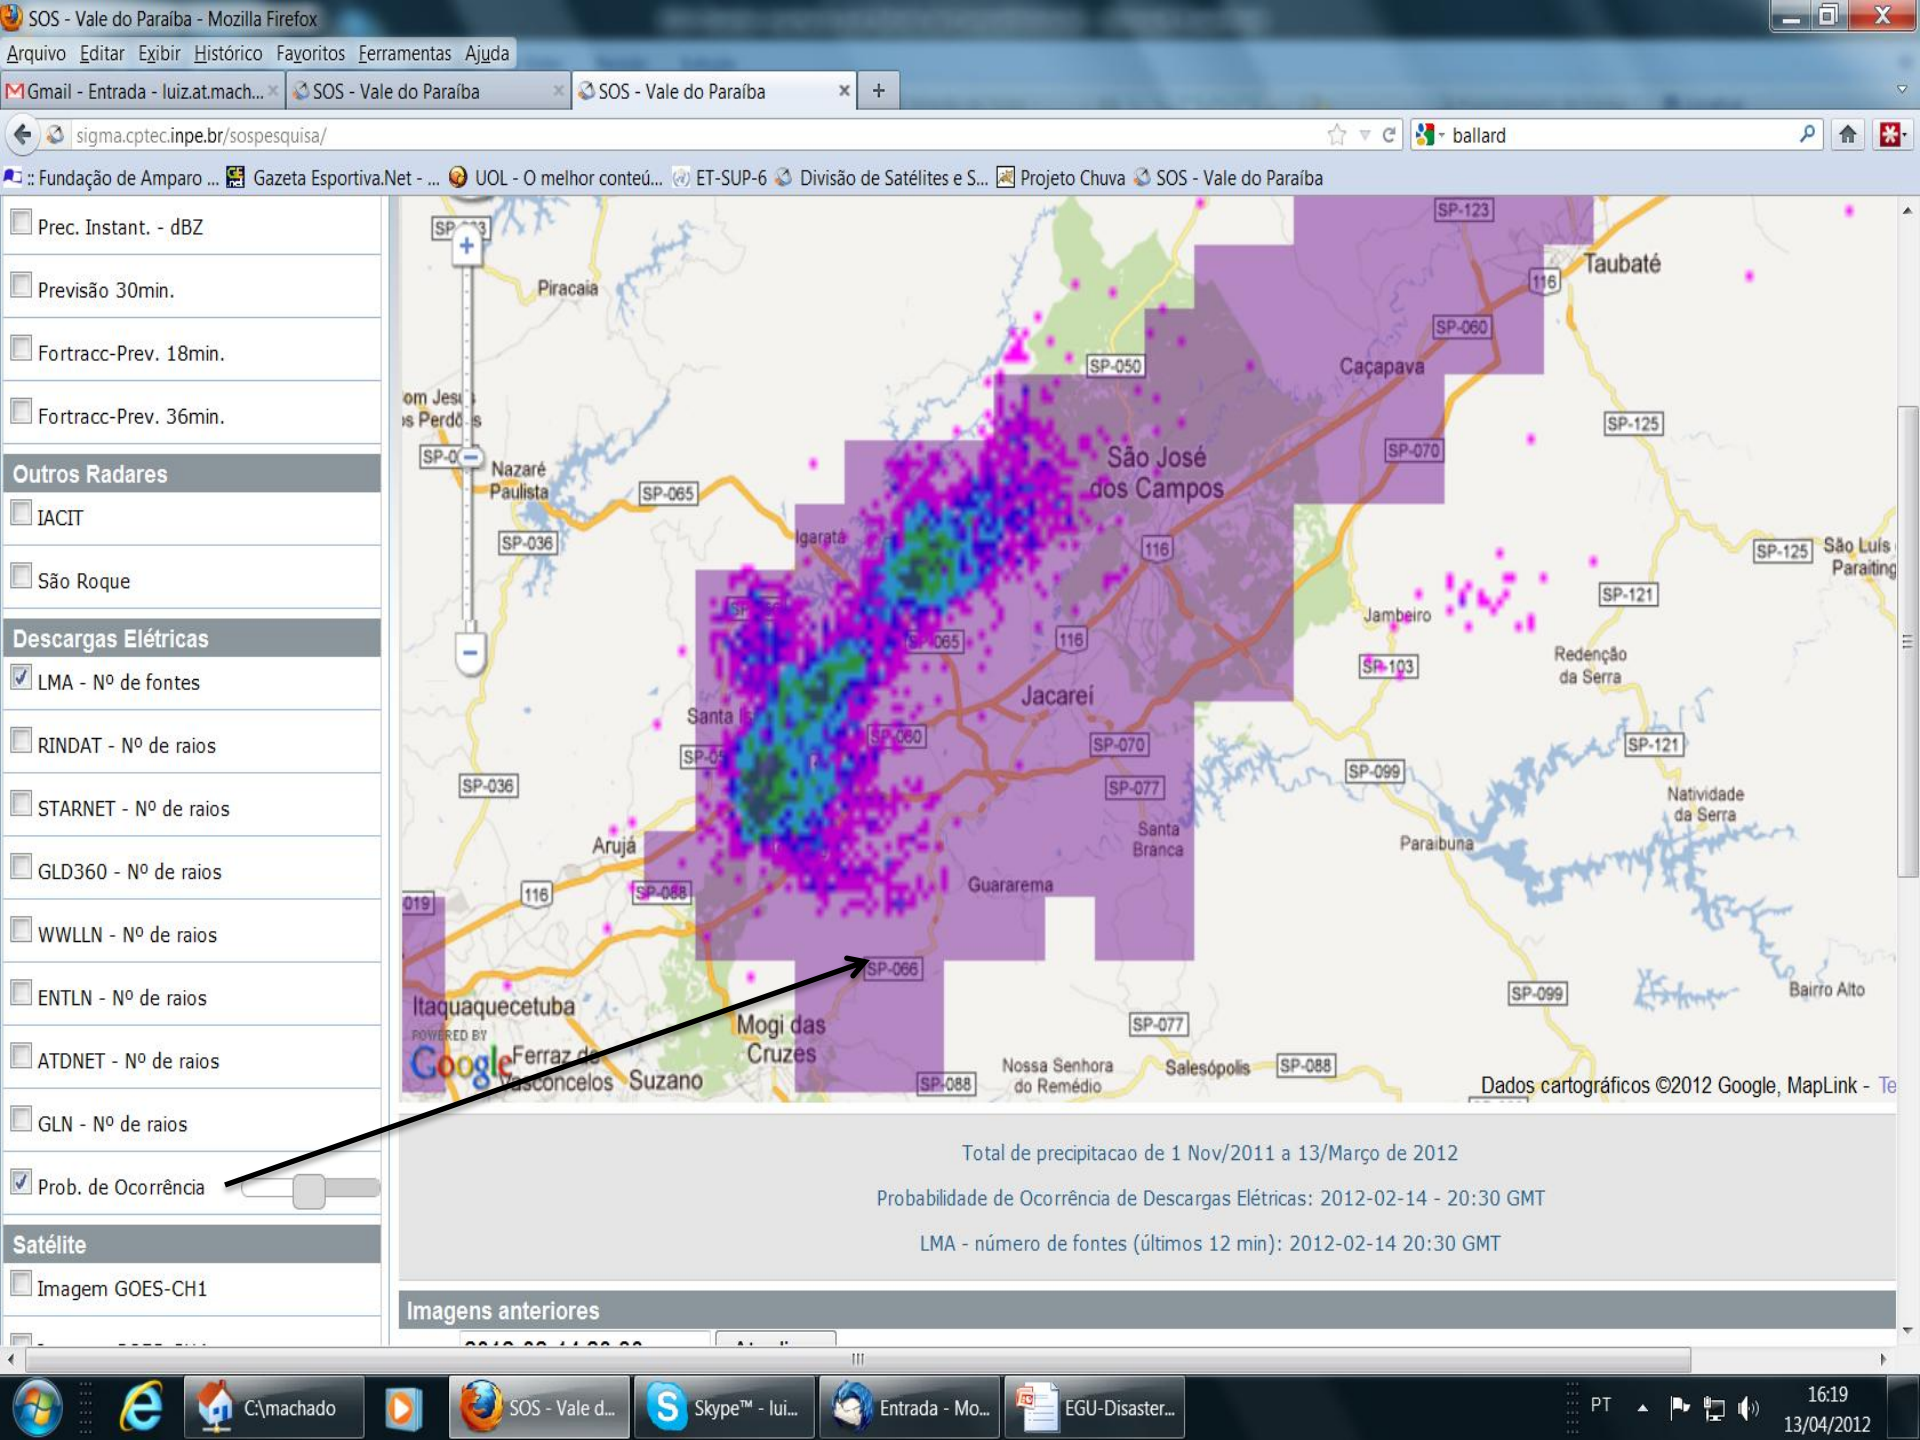 SOS - Vale do Paraíba - Mozilla Firefox
Arquivo Editar Exibir Histórico Favoritos Ferramentas Ajuda
Gmail - Entrada - luiz.at.mach... SOS - Vale do Paraíba SOS - Vale do Paraíba
sigma.cptec.inpe.br/sospesquisa/ ballard
:: Fundação de Amparo ... Gazeta Esportiva.Net - ... UOL - O melhor conteú... ET-SUP-6 Divisão de Satélites e S... Projeto Chuva SOS - Vale do Paraíba
Prec. Instant. - dBZ
Previsão 30min.
Fortracc-Prev. 18min.
Fortracc-Prev. 36min.
Outros Radares
IACIT
São Roque
Descargas Elétricas
LMA - Nº de fontes
RINDAT - Nº de raios
STARNET - Nº de raios
GLD360 - Nº de raios
WWLLN - Nº de raios
ENTLN - Nº de raios
ATDNET - Nº de raios
GLN - Nº de raios
Prob. de Ocorrência
Satélite
Imagem GOES-CH1
SP-123
Taubaté
116
Piracaia
SP-060
SP-050
Caçapava
SP-125
SP-070
São José
dos Campos
Nazaré
Paulista
SP-065
SP-036
Igaratá
116
SP-125
São Luís
Paraiting
SP-121
Jambeiro
SP-065
116
SP-103
Redenção
da Serra
Jacareí
Santa Is
SP-060
SP-070
SP-121
SP-05
SP-036
SP-077
SP-099
Natividade
da Serra
Santa
Branca
Arujá
Paraibuna
Guararema
116
SP-088
019
SP-066
SP-099
Bairro Alto
Itaquaquecetuba
POWERED BY
Google
Ferraz de
Vasconcelos
Suzano
Mogi das
Cruzes
SP-077
SP-088
Nossa Senhora
do Remédio
Salesópolis
SP-088
Dados cartográficos ©2012 Google, MapLink - Te
Total de precipitacao de 1 Nov/2011 a 13/Março de 2012
Probabilidade de Ocorrência de Descargas Elétricas: 2012-02-14 - 20:30 GMT
LMA - número de fontes (últimos 12 min): 2012-02-14 20:30 GMT
Imagens anteriores
C:\machado
SOS - Vale d...
Skype™ - lui...
Entrada - Mo...
EGU-Disaster...
PT
16:19
13/04/2012